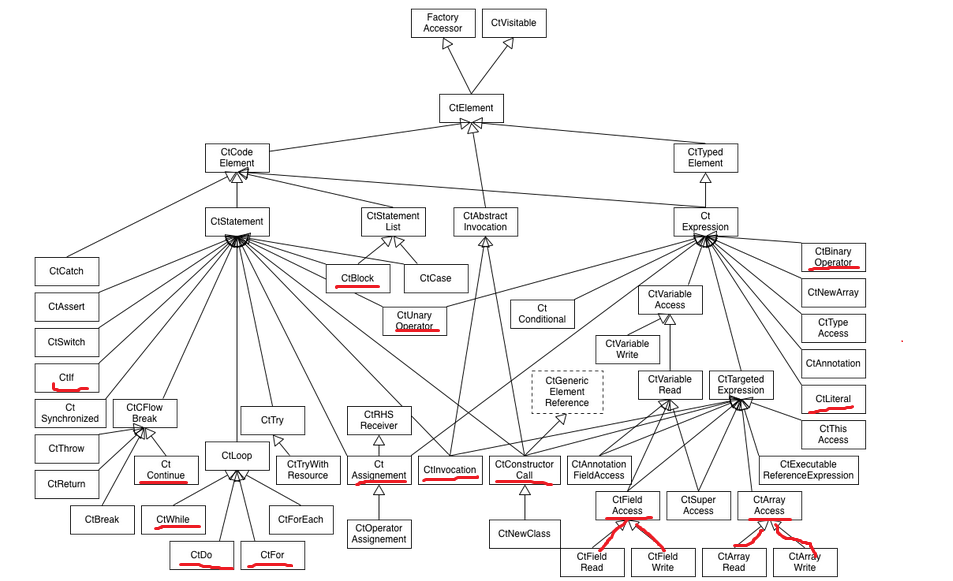 Factory
Accessor
CtVisitable
CtElement
CtCode
Element
CtTyped
Element
CtStatement
CtStatement
List
CtAbstract
Invocation
Ct
Expression
CtCatch
CtBlock
CtCase
CtBinary
Operator
CtAssert
CtUnary
Operator
Ct
Conditional
CtVariable
Access
CtNewArray
CtSwitch
CtVariable
Write
CtType
Access
CtIf
CtGeneric
Element
Reference
CtVariable
Read
CtTargeted
Expression
CtAnnotation
CtLiteral
Ct
Synchronized
CtCFlow
Break
CtTry
CtRHS
Receiver
CtThis
Access
CtThrow
Ct
Continue
CtLoop
CtTryWith
Resource
Ct
Assignment
CtInvocation
CtConstructor
Call
CtAnnotation
FieldAccess
CtExecutable
ReferenceExpression
CtReturn
CtField
Access
CtSuper
Access
CtArray
Access
CtBreak
CtWhile
CtForEach
CtOperator
Assignement
CtNewClass
CtDo
CtFor
CtField
Read
CtField
Write
CtArray
Read
CtArray
Write